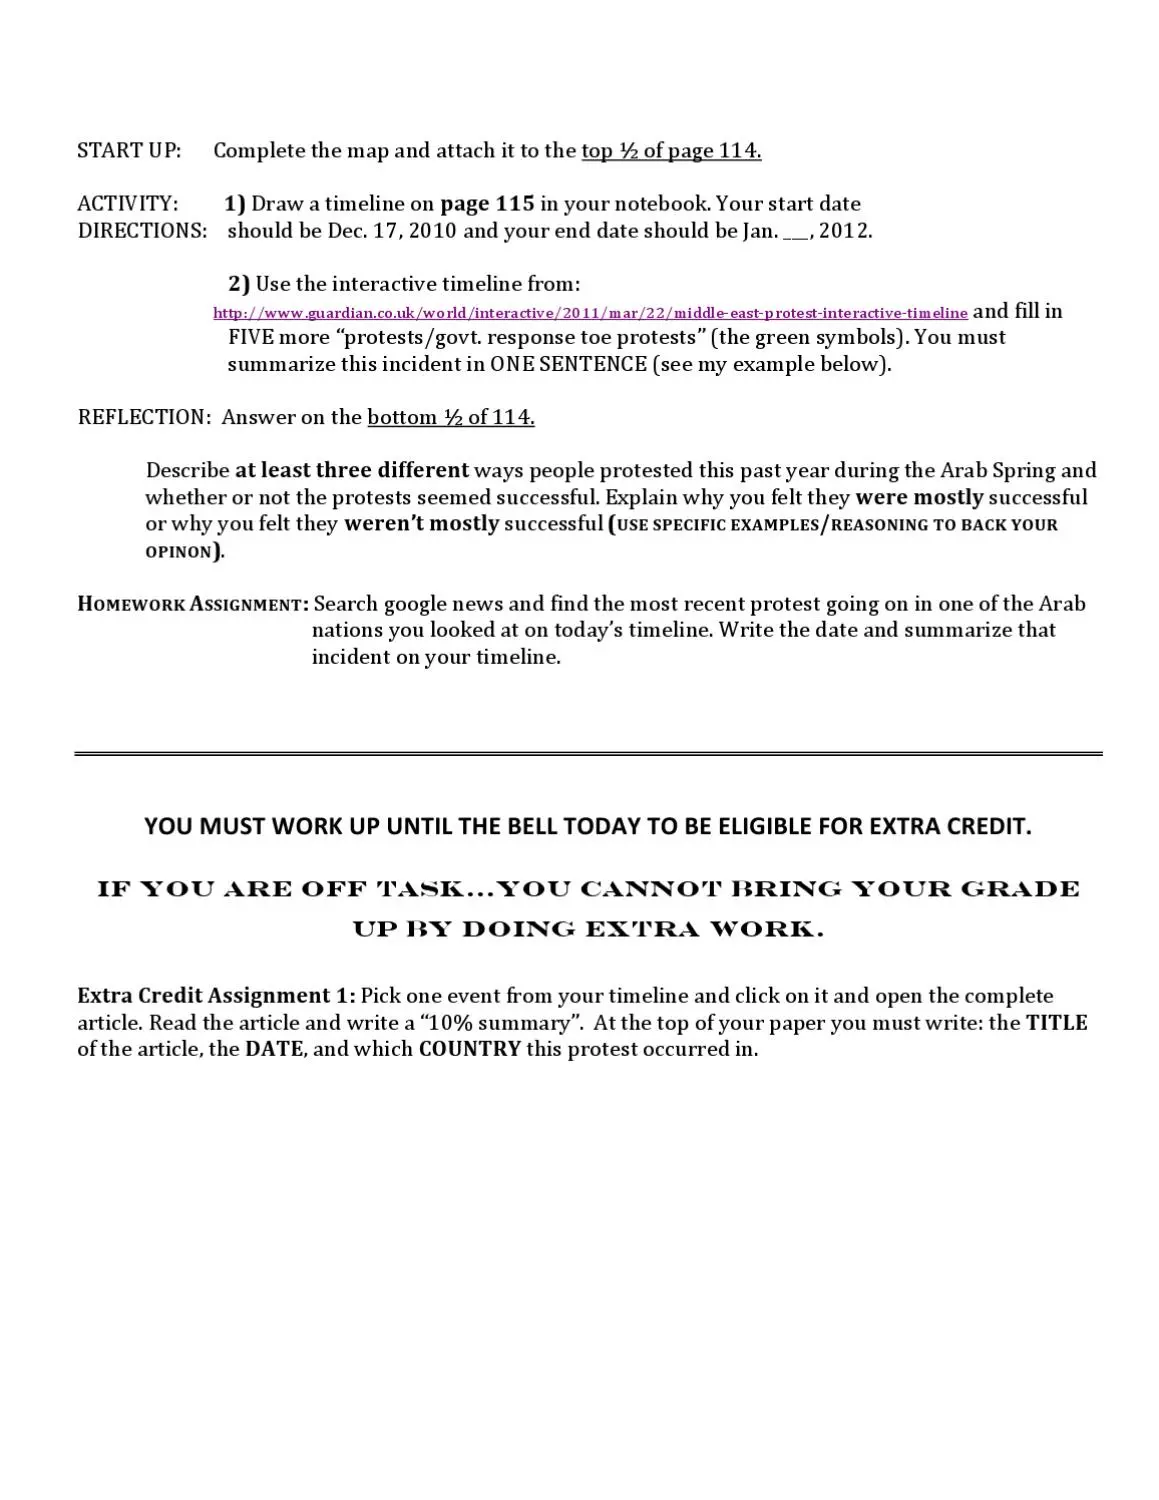 START UP: Complete the map and attach it to the top ½ of page 114.
ACTIVITY: 1) Draw a timeline on page 115 in your notebook. Your start date
DIRECTIONS: should be Dec. 17, 2010 and your end date should be Jan. ___, 2012.
2) Use the interactive timeline from:
http://www.guardian.co.uk/world/interactive/2011/mar/22/middle-east-protest-interactive-timeline and fill in
FIVE more “protests/govt. response toe protests” (the green symbols). You must
summarize this incident in ONE SENTENCE (see my example below).
REFLECTION: Answer on the bottom ½ of 114.
Describe at least three different ways people protested this past year during the Arab Spring and
whether or not the protests seemed successful. Explain why you felt they were mostly successful
or why you felt they weren’t mostly successful (USE SPECIFIC EXAMPLES/REASONING TO BACK YOUR
OPINON).
HOMEWORK ASSIGNMENT: Search google news and find the most recent protest going on in one of the Arab
nations you looked at on today’s timeline. Write the date and summarize that
incident on your timeline.
YOU MUST WORK UP UNTIL THE BELL TODAY TO BE ELIGIBLE FOR EXTRA CREDIT.
IF YOU ARE OFF TASK...YOU CANNOT BRING YOUR GRADE
UP BY DOING EXTRA WORK.
Extra Credit Assignment 1: Pick one event from your timeline and click on it and open the complete
article. Read the article and write a “10% summary”. At the top of your paper you must write: the TITLE
of the article, the DATE, and which COUNTRY this protest occurred in.